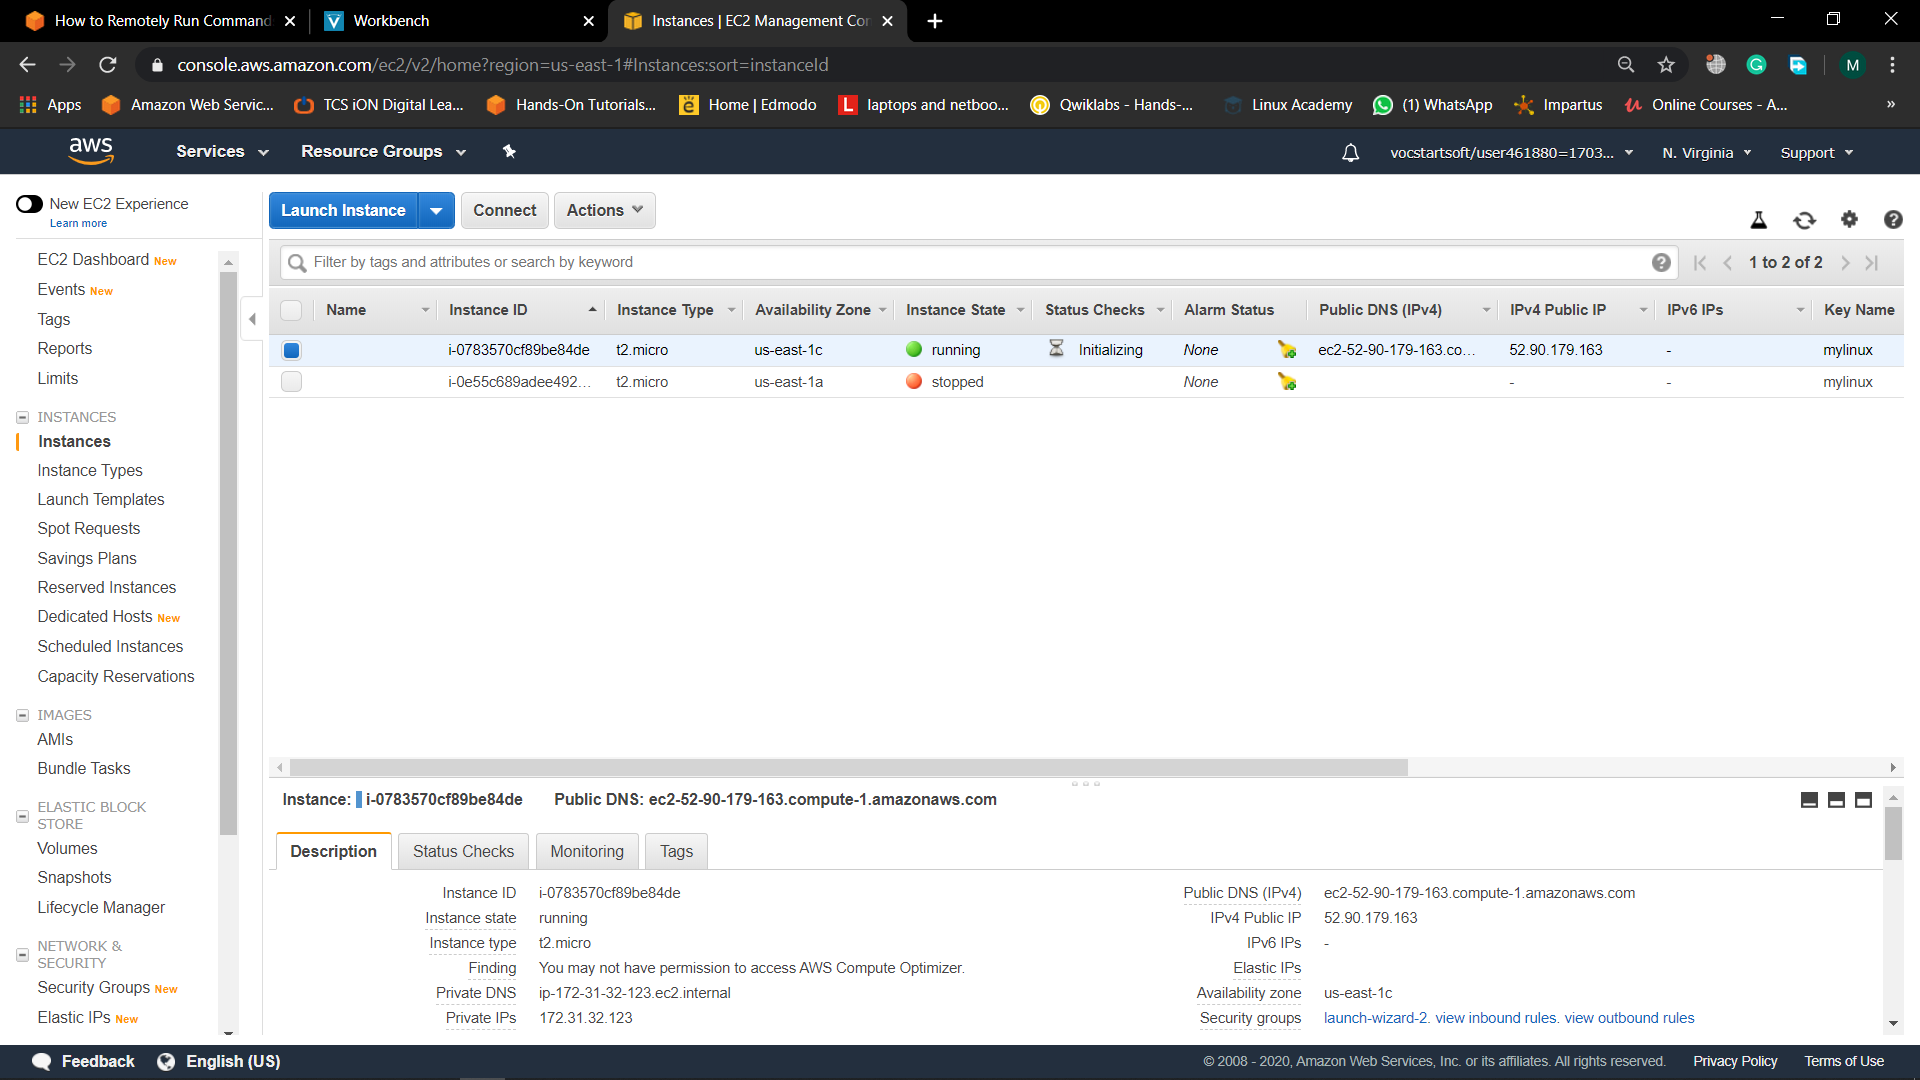 How to Remotely Run Command
Workbench
Instances | EC2 Management Con
console.aws.amazon.com/ec2/v2/home?region=us-east-1#Instances:sort=instanceId
M
Apps
Amazon Web Servic...
TCS iON Digital Lea...
Hands-On Tutorials...
Home | Edmodo
laptops and netboo...
Qwiklabs - Hands-...
Linux Academy
(1) WhatsApp
Impartus
Online Courses - A...
»
aws
Services
Resource Groups
vocstartsoft/user461880=1703...
N. Virginia
Support
New EC2 Experience
Learn more
Launch Instance
Connect
Actions
Filter by tags and attributes or search by keyword
1 to 2 of 2
Name Instance ID Instance Type Availability Zone Instance State Status Checks Alarm Status Public DNS (IPv4) IPv4 Public IP IPv6 IPs Key Name
i-0783570cf89be84de t2.micro us-east-1c running Initializing None ec2-52-90-179-163.co... 52.90.179.163 - mylinux
i-0e55c689adee492... t2.micro us-east-1a stopped None - - mylinux
EC2 Dashboard New
Events New
Tags
Reports
Limits
INSTANCES
Instances
Instance Types
Launch Templates
Spot Requests
Savings Plans
Reserved Instances
Dedicated Hosts New
Scheduled Instances
Capacity Reservations
IMAGES
AMIs
Bundle Tasks
ELASTIC BLOCK
STORE
Volumes
Snapshots
Lifecycle Manager
NETWORK &
SECURITY
Security Groups New
Elastic IPs New
Instance: i-0783570cf89be84de Public DNS: ec2-52-90-179-163.compute-1.amazonaws.com
Description
Status Checks
Monitoring
Tags
Instance ID i-0783570cf89be84de
Instance state running
Instance type t2.micro
Finding You may not have permission to access AWS Compute Optimizer.
Private DNS ip-172-31-32-123.ec2.internal
Private IPs 172.31.32.123
Public DNS (IPv4) ec2-52-90-179-163.compute-1.amazonaws.com
IPv4 Public IP 52.90.179.163
IPv6 IPs -
Elastic IPs
Availability zone us-east-1c
Security groups launch-wizard-2. view inbound rules. view outbound rules
Feedback
English (US)
© 2008 - 2020, Amazon Web Services, Inc. or its affiliates. All rights reserved.
Privacy Policy
Terms of Use